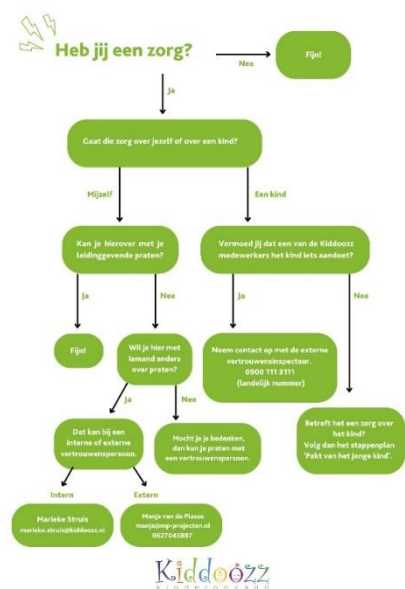 Heb jij een zorg?
Nee
Fijn!
Ja
Gaat die zorg over jezelf of over een kind?
Mijzelf
Een kind
Kan je hierover met je
leidinggevende praten?
Vermoed jij dat een van de Kiddoozz
medewerkers het kind iets aandoet?
Ja
Nee
Ja
Nee
Fijn!
Wil je hier met
iemand anders
over praten?
Neem contact op met de externe
vertrouwensinspecteur.
0900 111 3111
(landelijk nummer)
Ja
Nee
Dat kan bij een
interne of externe
vertrouwenspersoon.
Mocht je je bedenken,
dan kun je praten met
een vertrouwenspersoon.
Betreft het een zorg over
het kind?
Volg dan het stappenplan
'Pakt van het jonge kind'.
Intern
Extern
Marieke Struis
marieke.struis@kiddoozz.nl
Manja van de Plasse
manja@mp-projecten.nl
0627045887
Kiddoozz
kinderopvang